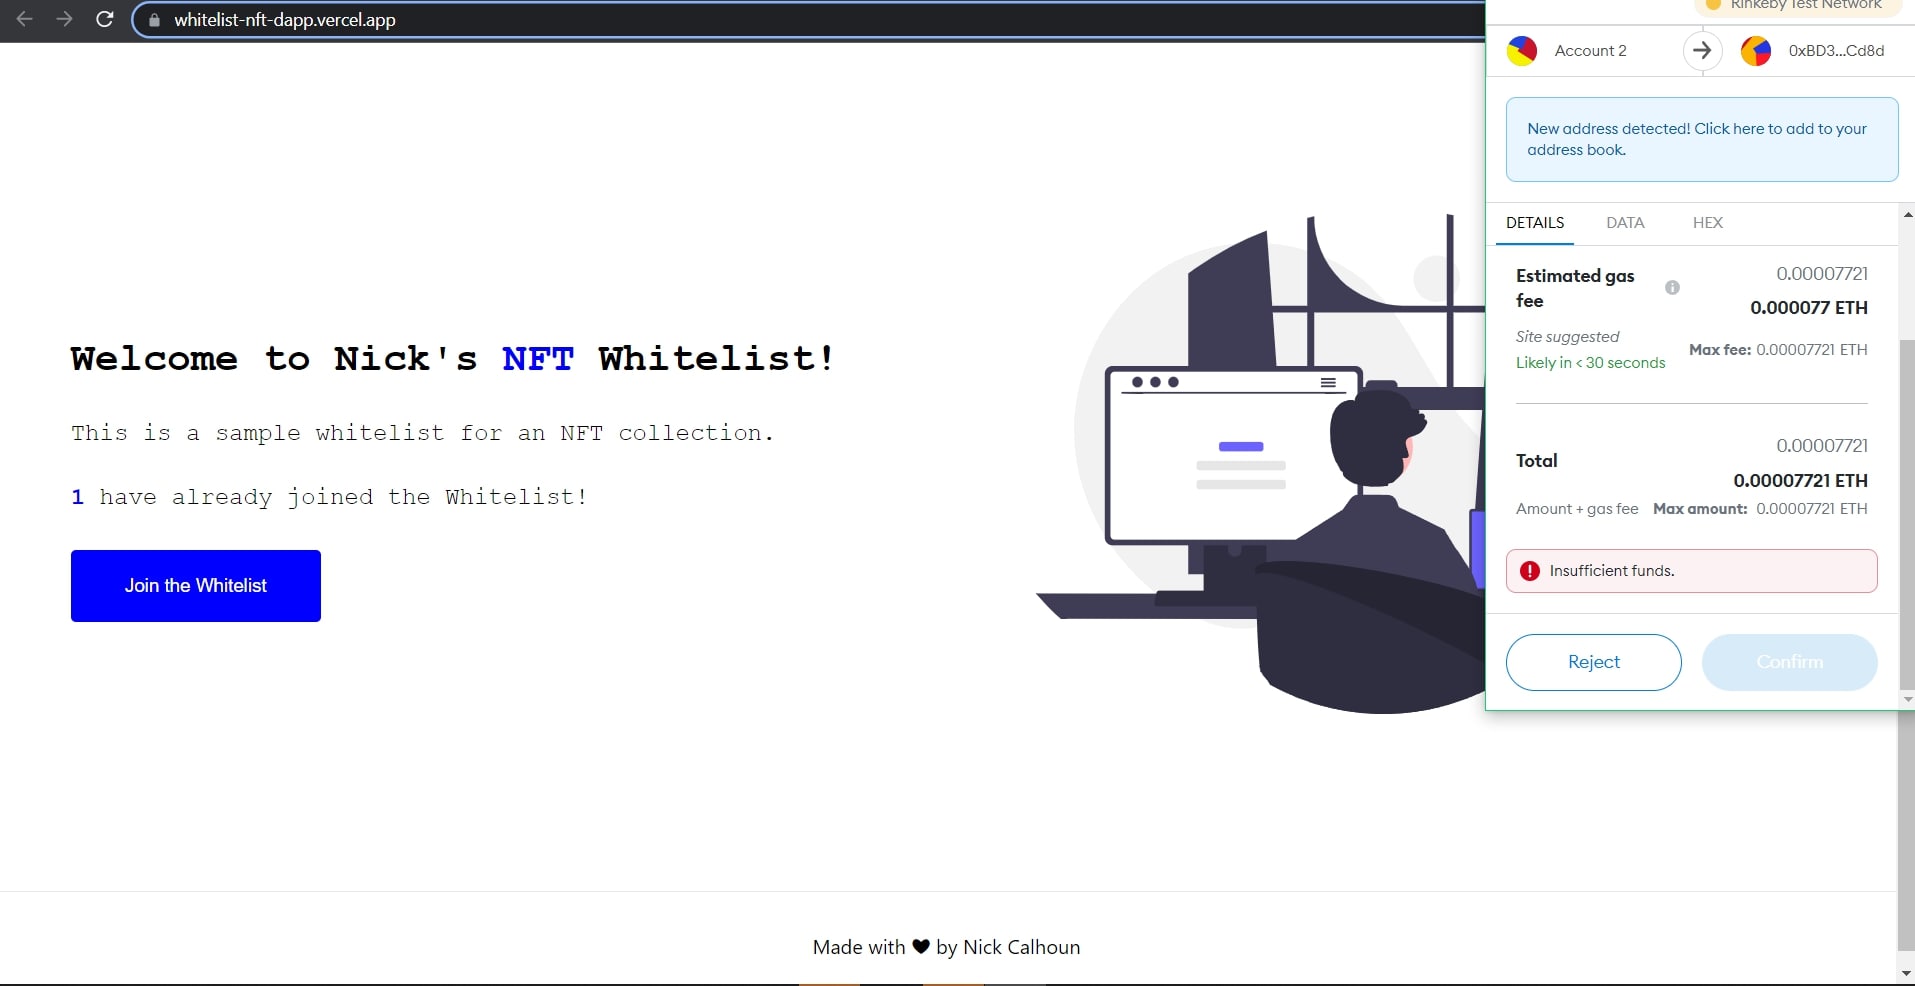 whitelist-nft-dapp.vercel.app
Rinkeby Test Network
Account 2
0xBD3...Cd8d
New address detected! Click here to add to your
address book.
DETAILS DATA HEX
Estimated gas
fee
0.00007721
0.000077 ETH
Site suggested
Likely in < 30 seconds
Max fee: 0.00007721 ETH
Total
0.00007721
0.00007721 ETH
Amount + gas fee Max amount: 0.00007721 ETH
Insufficient funds.
Reject Confirm
Welcome to Nick's NFT Whitelist!
This is a sample whitelist for an NFT collection.
1 have already joined the Whitelist!
Join the Whitelist
Made with ♥ by Nick Calhoun